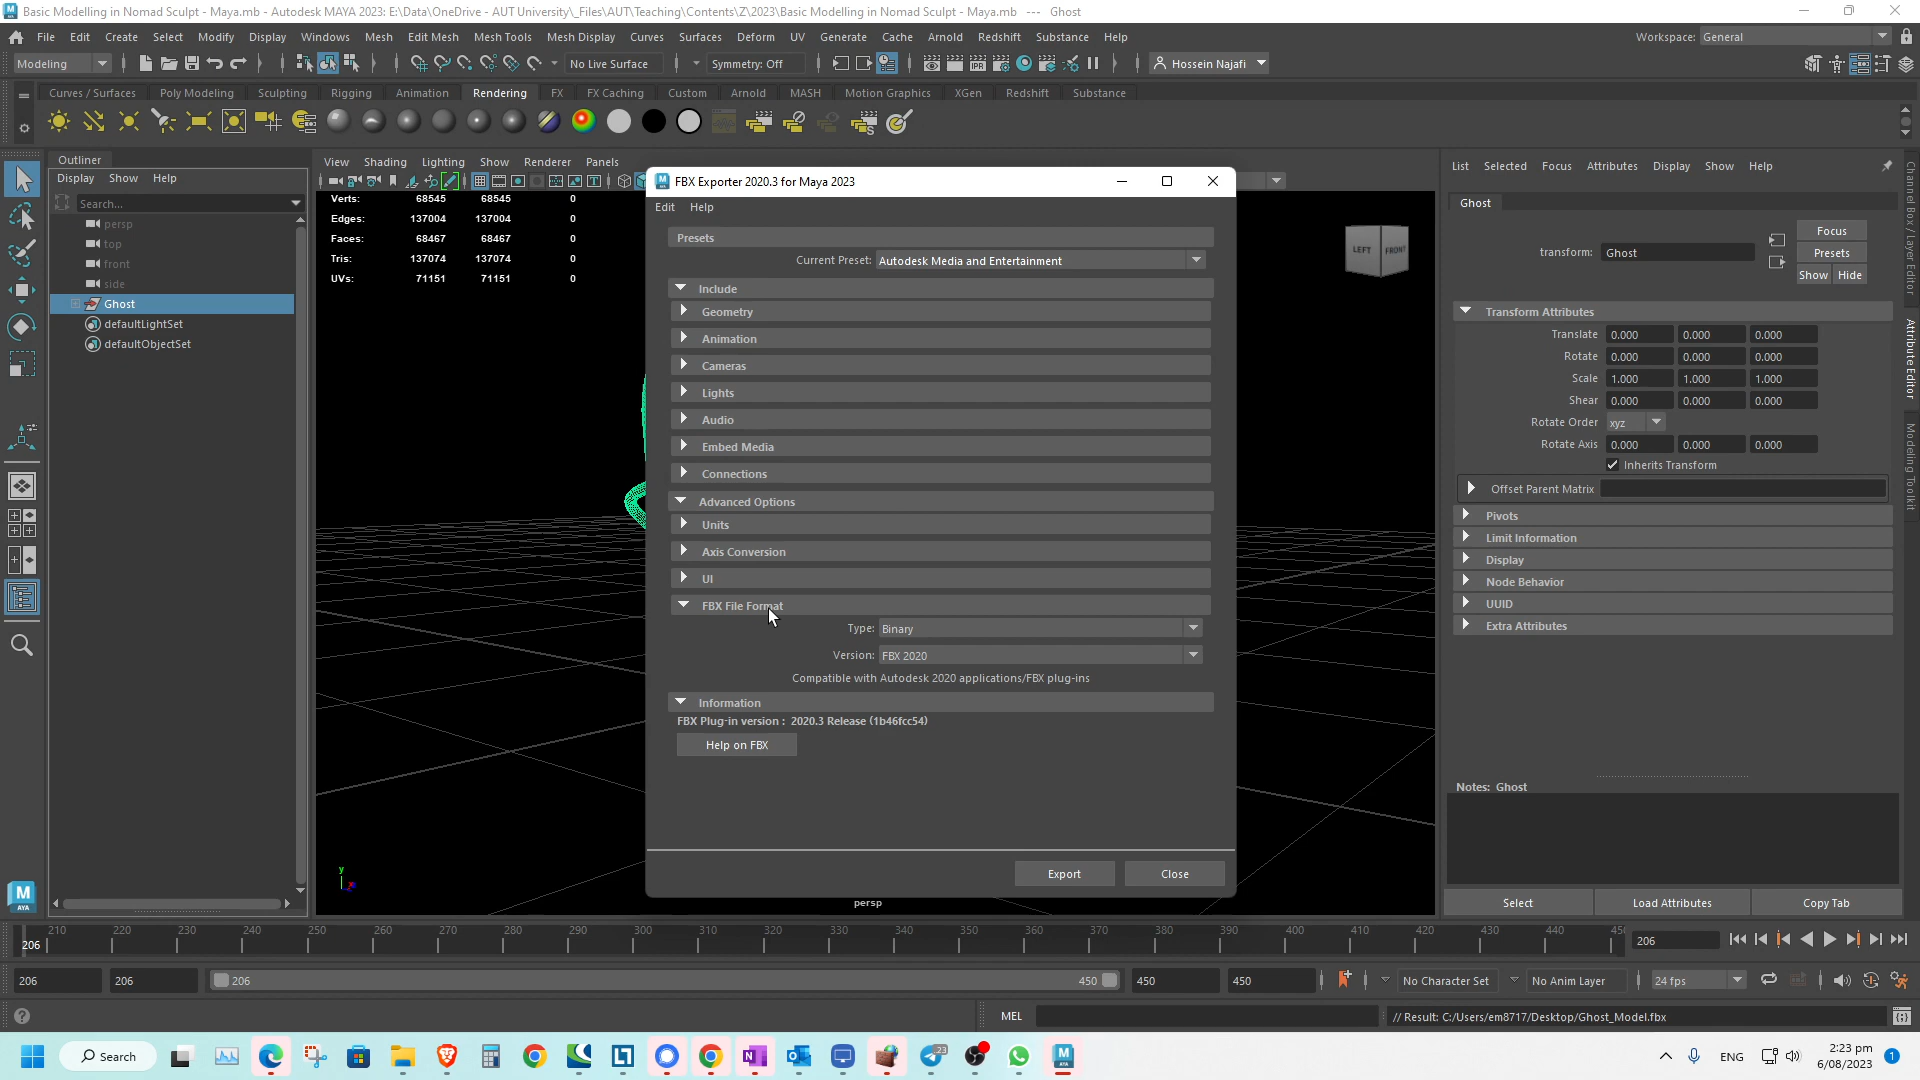 Basic Modelling in Nomad Sculpt - Maya.mb - Autodesk MAYA 2023: E:\Data\OneDrive - AUT University\_Files\AUT\Teaching\Contents\Z\2023\Basic Modelling in Nomad Sculpt - Maya.mb --- Ghost
File Edit Create Select Modify Display Windows Mesh Edit Mesh Mesh Tools Mesh Display Curves Surfaces Deform UV Generate Cache Arnold Redshift Substance Help Workspace: General
Modeling No Live Surface Symmetry: Off Hossein Najafi
Curves / Surfaces Poly Modeling Sculpting Rigging Animation Rendering FX FX Caching Custom Arnold MASH Motion Graphics XGen Redshift Substance
Outliner
Display Show Help
Search...
persp
top
front
side
Ghost
defaultLightSet
defaultObjectSet
View Shading Lighting Show Renderer Panels
Verts: 68545 68545 0
Edges: 137004 137004 0
Faces: 68467 68467 0
Tris: 137074 137074 0
UVs: 71151 71151 0
LEFT FRONT
y
persp
FBX Exporter 2020.3 for Maya 2023
Edit Help
Presets
Current Preset: Autodesk Media and Entertainment
Include
Geometry
Animation
Cameras
Lights
Audio
Embed Media
Connections
Advanced Options
Units
Axis Conversion
UI
FBX File Format
Type: Binary
Version: FBX 2020
Compatible with Autodesk 2020 applications/FBX plug-ins
Information
FBX Plug-in version : 2020.3 Release (1b46fcc54)
Help on FBX
Export Close
List Selected Focus Attributes Display Show Help
Ghost
transform: Ghost
Focus
Presets
Show Hide
Transform Attributes
Translate 0.000 0.000 0.000
Rotate 0.000 0.000 0.000
Scale 1.000 1.000 1.000
Shear 0.000 0.000 0.000
Rotate Order xyz
Rotate Axis 0.000 0.000 0.000
Inherits Transform
Offset Parent Matrix
Pivots
Limit Information
Display
Node Behavior
UUID
Extra Attributes
Notes: Ghost
Select Load Attributes Copy Tab
Channel Box / Layer Editor
Attribute Editor
Modeling Toolkit
206 210 220 230 240 250 260 270 280 290 300 310 320 330 340 350 360 370 380 390 400 410 420 430 440 450 206
206 206 206 450 450 450 No Character Set No Anim Layer 24 fps
MEL // Result: C:/Users/em8717/Desktop/Ghost_Model.fbx
Search 23 ENG 2:23 pm
6/08/2023 1